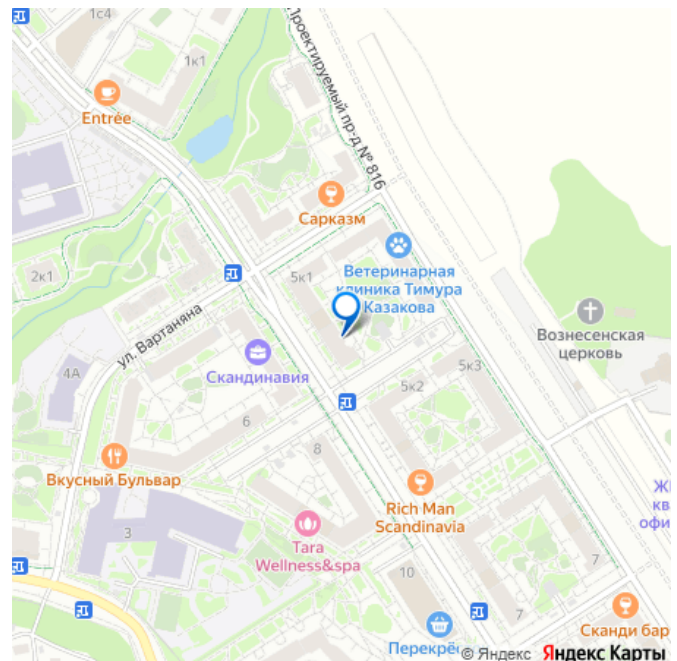 1с4
1к1
Entrée
Проектируемый пр-д № 816
Сарказм
2к1
5к1
Ветеринарная
клиника Тимура
Казакова
ул. Вартаняна
Вознесенская
церковь
4А
Скандинавия
5к2
5к3
6
8
Вкусный Бульвар
Rich Man
Scandinavia
3
Tara
Wellness&spa
7
10
7
Сканди бар
Перекрё
© Яндекс
Яндекс Карты